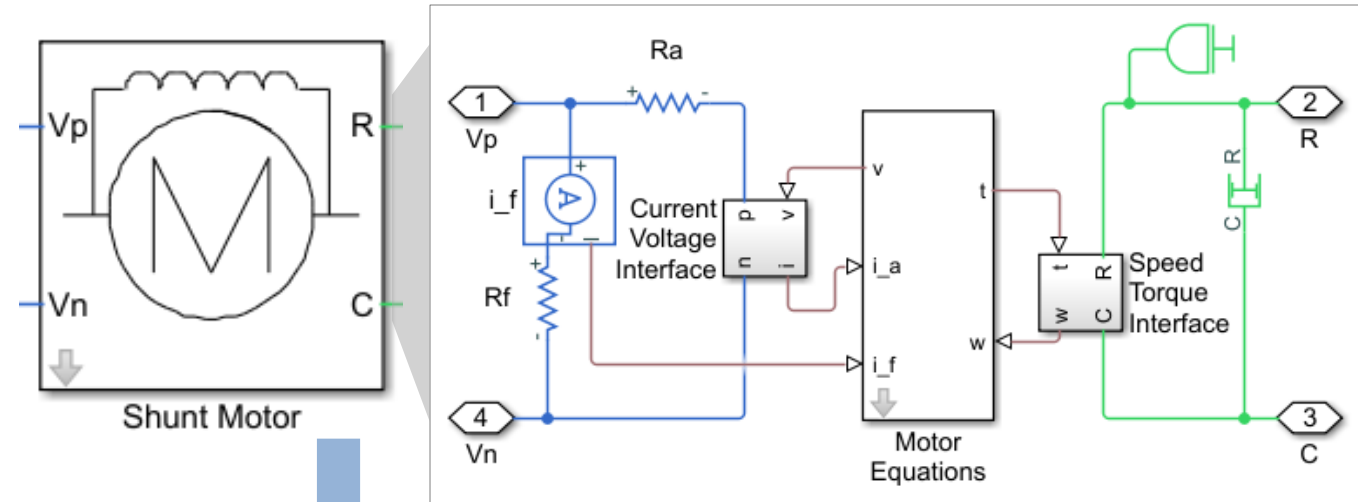 Vp
R
Vn
C
Shunt Motor
Ra
1
Vp
+
-
i_f
+
A
-
I
Rf
+
-
4
Vn
Current
Voltage
Interface
p
v
n
i
v
i_a
i_f
t
w
Motor
Equations
t
R
w
C
Speed
Torque
Interface
R
C
2
R
3
C